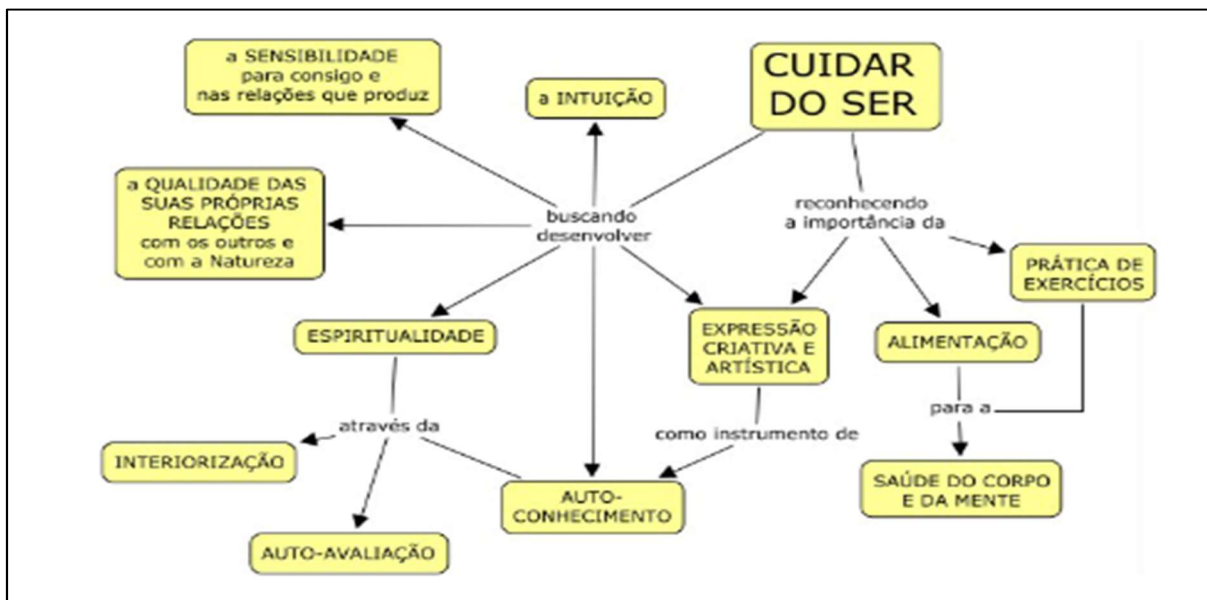 a SENSIBILIDADE
para consigo e
nas relações que produz
a INTUIÇÃO
CUIDAR
DO SER
a QUALIDADE DAS
SUAS PRÓPRIAS
RELAÇÕES
com os outros e
com a Natureza
buscando
desenvolver
reconhecendo
a importância da
PRÁTICA DE
EXERCÍCIOS
ESPIRITUALIDADE
EXPRESSÃO
CRIATIVA E
ARTÍSTICA
ALIMENTAÇÃO
através da
como instrumento de
para a
INTERIORIZAÇÃO
AUTO-
CONHECIMENTO
SAÚDE DO CORPO
E DA MENTE
AUTO-AVALIAÇÃO